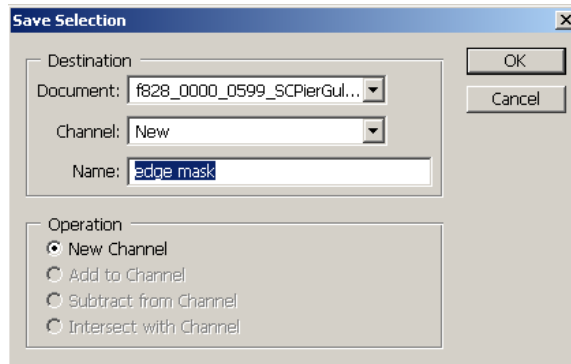 Save Selection
Destination
Document: f828_0000_0599_SCPierGul...
Channel: New
Name: edge mask
Operation
New Channel
Add to Channel
Subtract from Channel
Intersect with Channel
OK
Cancel